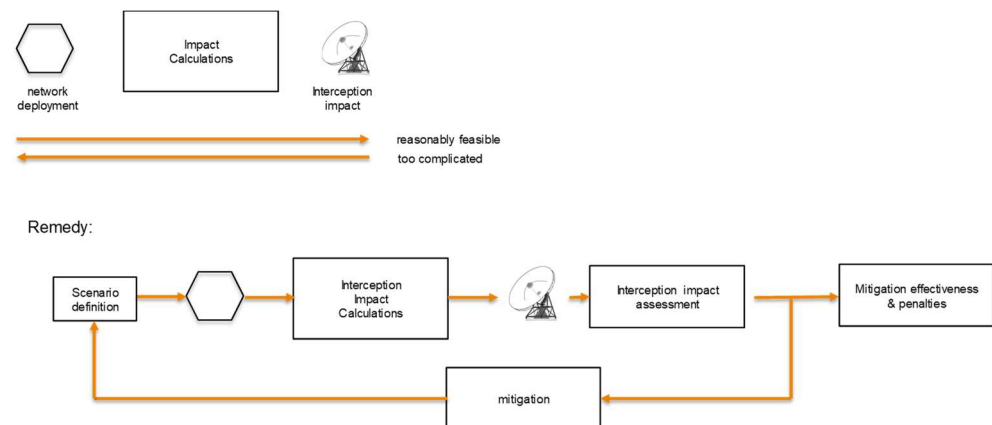 Impact
Calculations
network
deployment
Interception
impact
reasonably feasible
too complicated
Remedy:
Scenario
definition
Interception
Impact
Calculations
Interception impact
assessment
Mitigation effectiveness
& penalties
mitigation